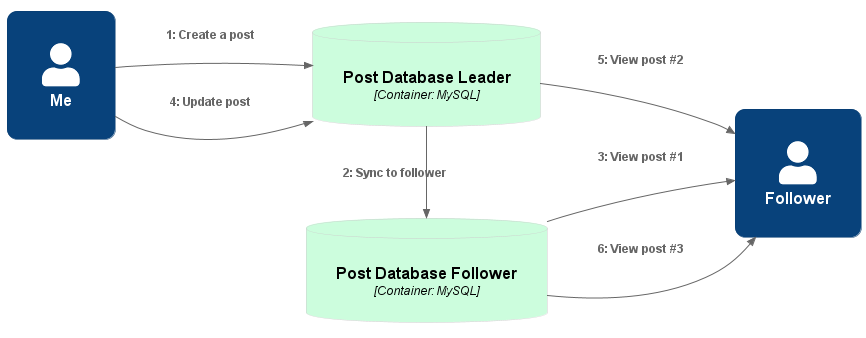 1: Create a post
Me
4: Update post
Post Database Leader
[Container: MySQL]
5: View post #2
2: Sync to follower
3: View post #1
Follower
6: View post #3
Post Database Follower
[Container: MySQL]